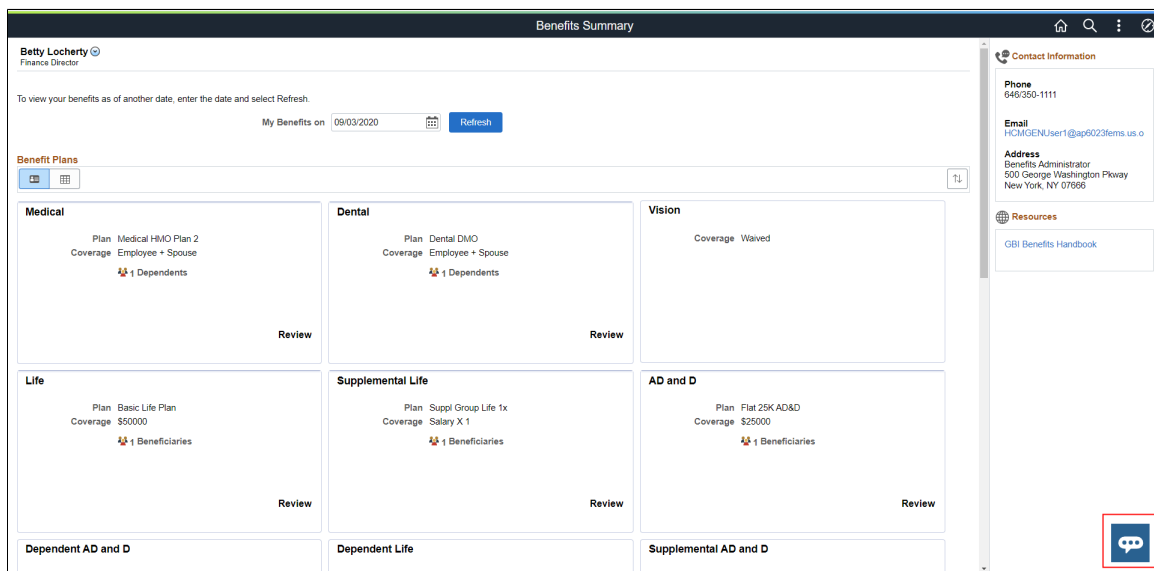 Benefits Summary
Betty Locherty
Finance Director
To view your benefits as of another date, enter the date and select Refresh.
My Benefits on 09/03/2020 Refresh
Benefit Plans
Medical
Plan Medical HMO Plan 2
Coverage Employee + Spouse
1 Dependents
Review
Dental
Plan Dental DMO
Coverage Employee + Spouse
1 Dependents
Review
Vision
Coverage Waived
Life
Plan Basic Life Plan
Coverage $50000
1 Beneficiaries
Review
Supplemental Life
Plan Suppl Group Life 1x
Coverage Salary X 1
1 Beneficiaries
Review
AD and D
Plan Flat 25K AD&D
Coverage $25000
1 Beneficiaries
Review
Dependent AD and D
Dependent Life
Supplemental AD and D
Contact Information
Phone
646/350-1111
Email
HCMGENUser1@ap6023fems.us.o
Address
Benefits Administrator
500 George Washington Pkway
New York, NY 07666
Resources
GBI Benefits Handbook